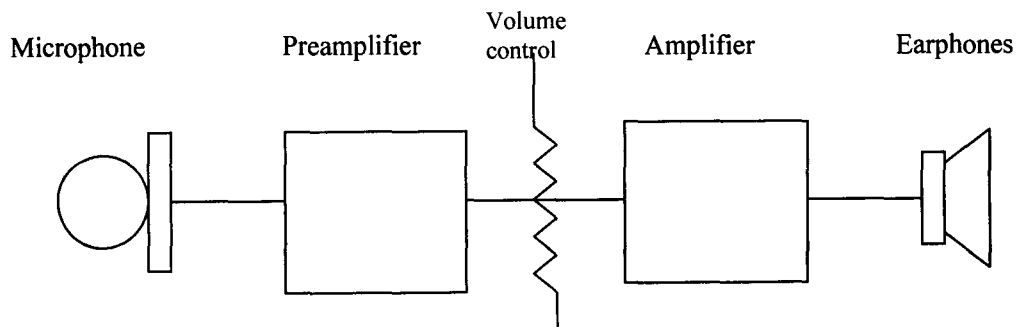 Microphone
Preamplifier
Volume
control
Amplifier
Earphones